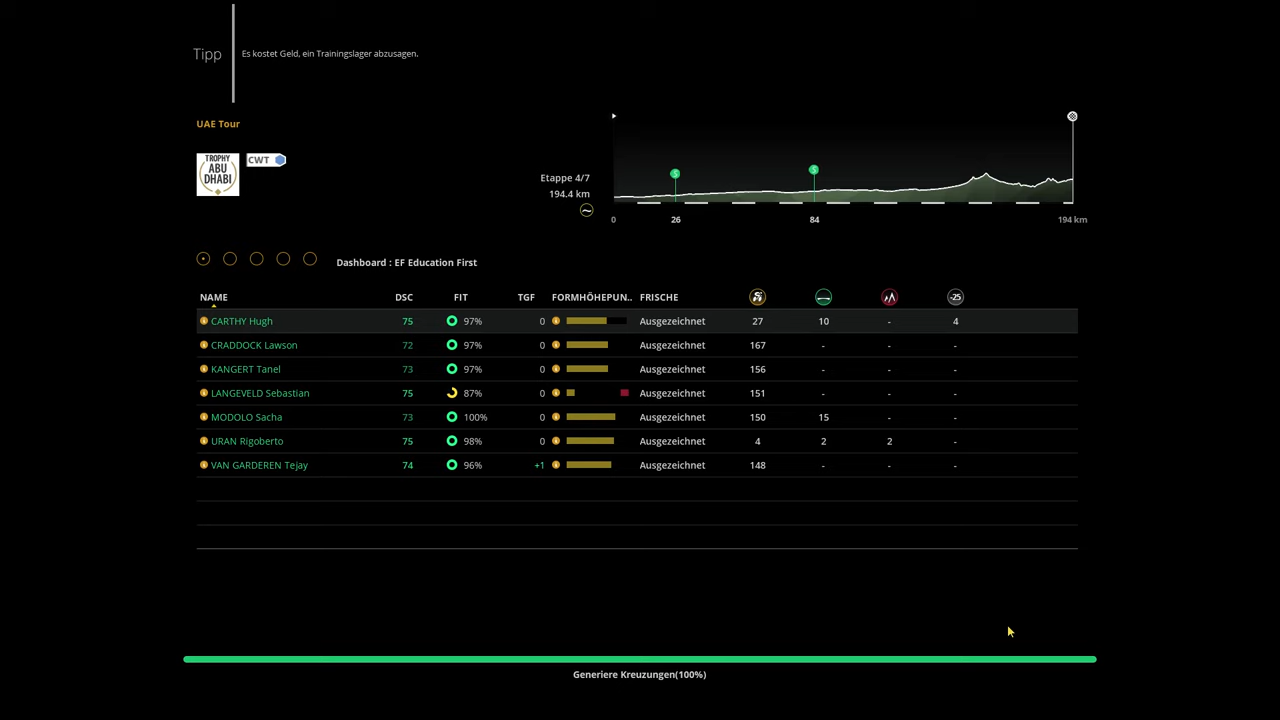 Tipp
Es kostet Geld, ein Trainingslager abzusagen.
UAE Tour
TROPHY
ABU
DHABI
CWT
Etappe 4/7
194.4 km
S
S
0 26 84 194 km
Dashboard : EF Education First
NAME DSC FIT TGF FORMHÖHEPUN.. FRISCHE -25
CARTHY Hugh 75 97% 0 Ausgezeichnet 27 10 - 4
CRADDOCK Lawson 72 97% 0 Ausgezeichnet 167 - - -
KANGERT Tanel 73 97% 0 Ausgezeichnet 156 - - -
LANGEVELD Sebastian 75 87% 0 Ausgezeichnet 151 - - -
MODOLO Sacha 73 100% 0 Ausgezeichnet 150 15 - -
URAN Rigoberto 75 98% 0 Ausgezeichnet 4 2 2 -
VAN GARDEREN Tejay 74 96% +1 Ausgezeichnet 148 - - -
Generiere Kreuzungen(100%)